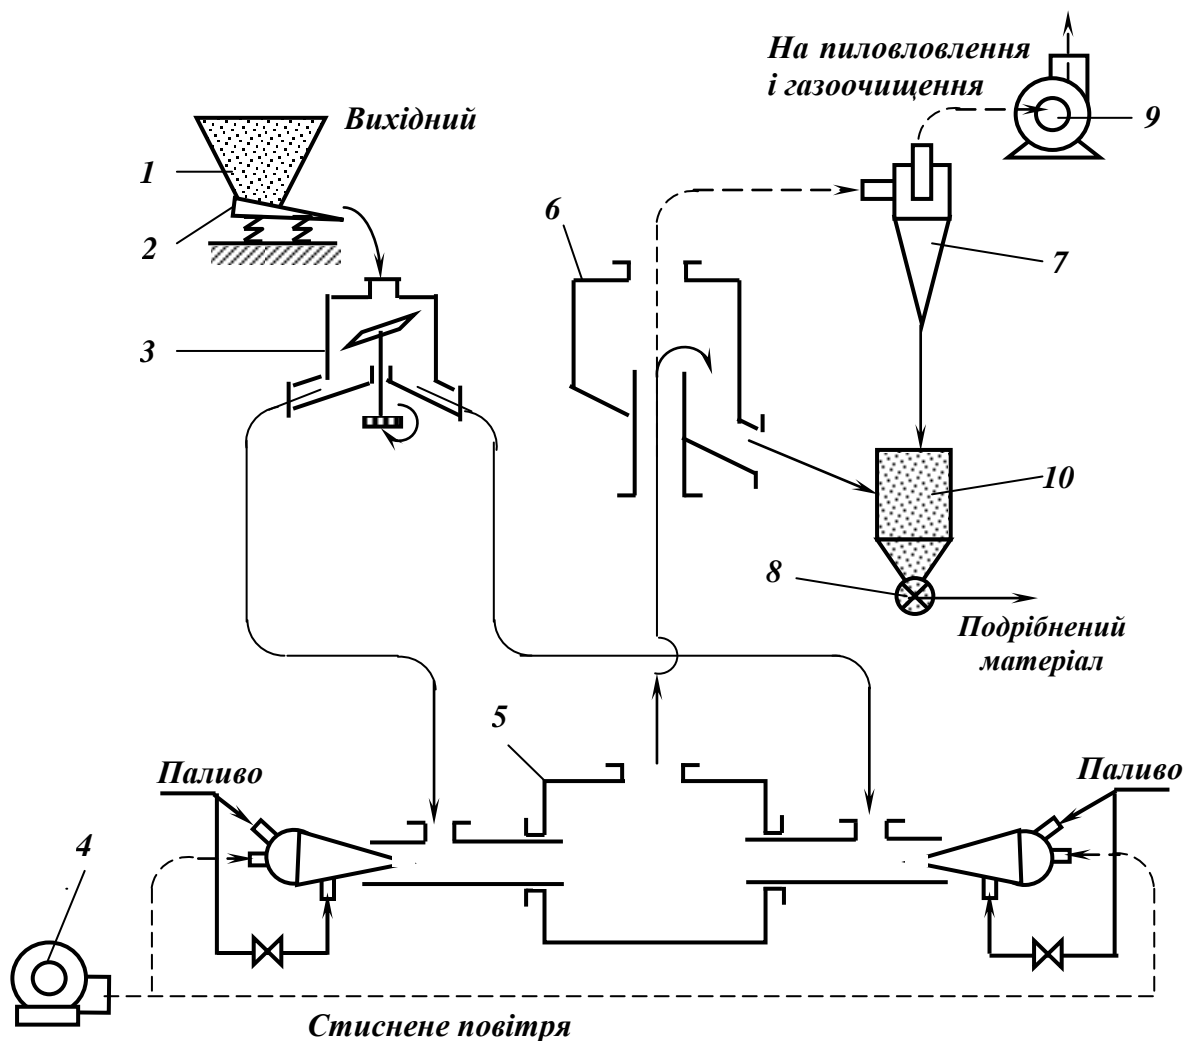 На пиловловлення
і газоочищення
9
Вихідний
1
2
6
7
3
10
8
Подрібнений
матеріал
5
Паливо
Паливо
4
Стиснене повітря